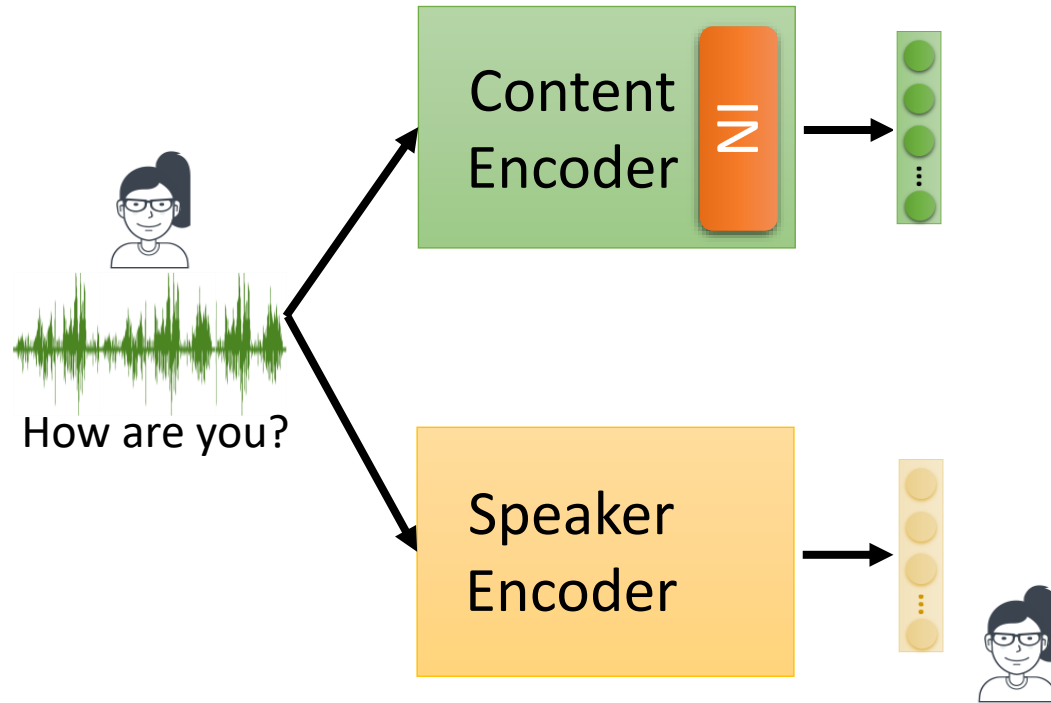 Content
Encoder
IN
How are you?
Speaker
Encoder